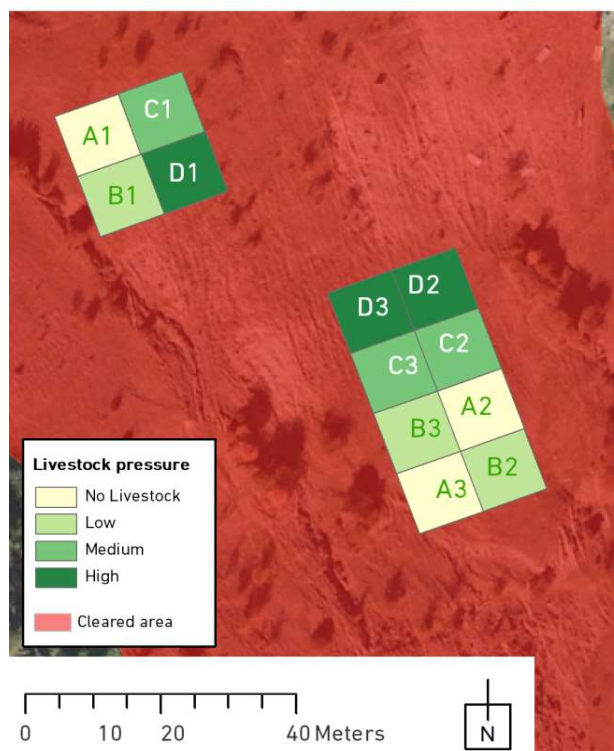 C1
A1
D1
B1
D2
D3
C2
C3
A2
B3
B2
A3
Livestock pressure
No Livestock
Low
Medium
High
Cleared area
0 10 20 40 Meters
N